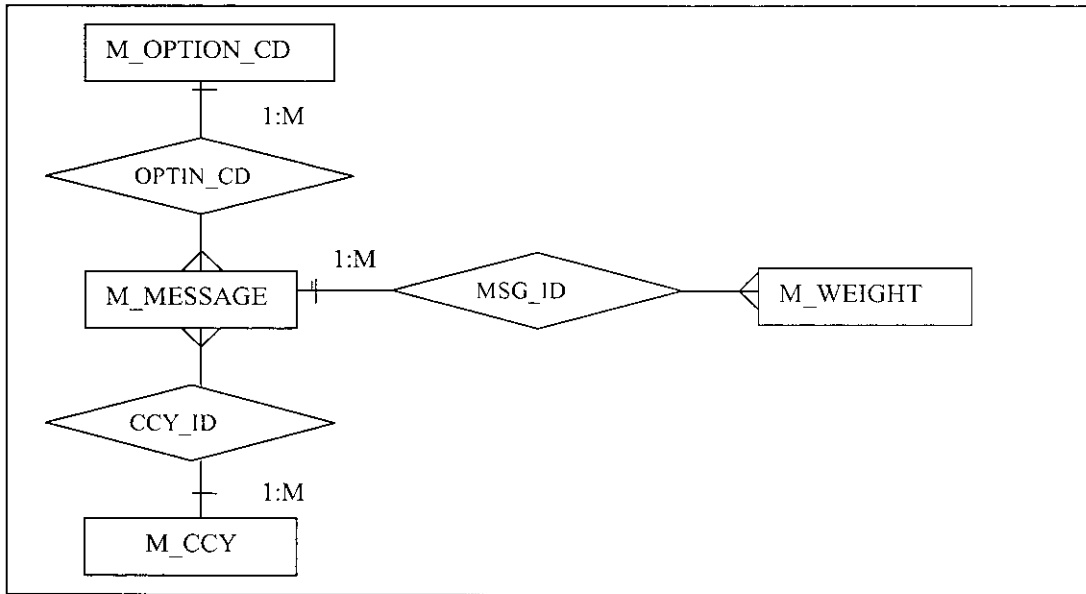 M_OPTION_CD
1:M
OPTIN_CD
1:M
M_MESSAGE
MSG_ID
M_WEIGHT
CCY_ID
1:M
M_CCY